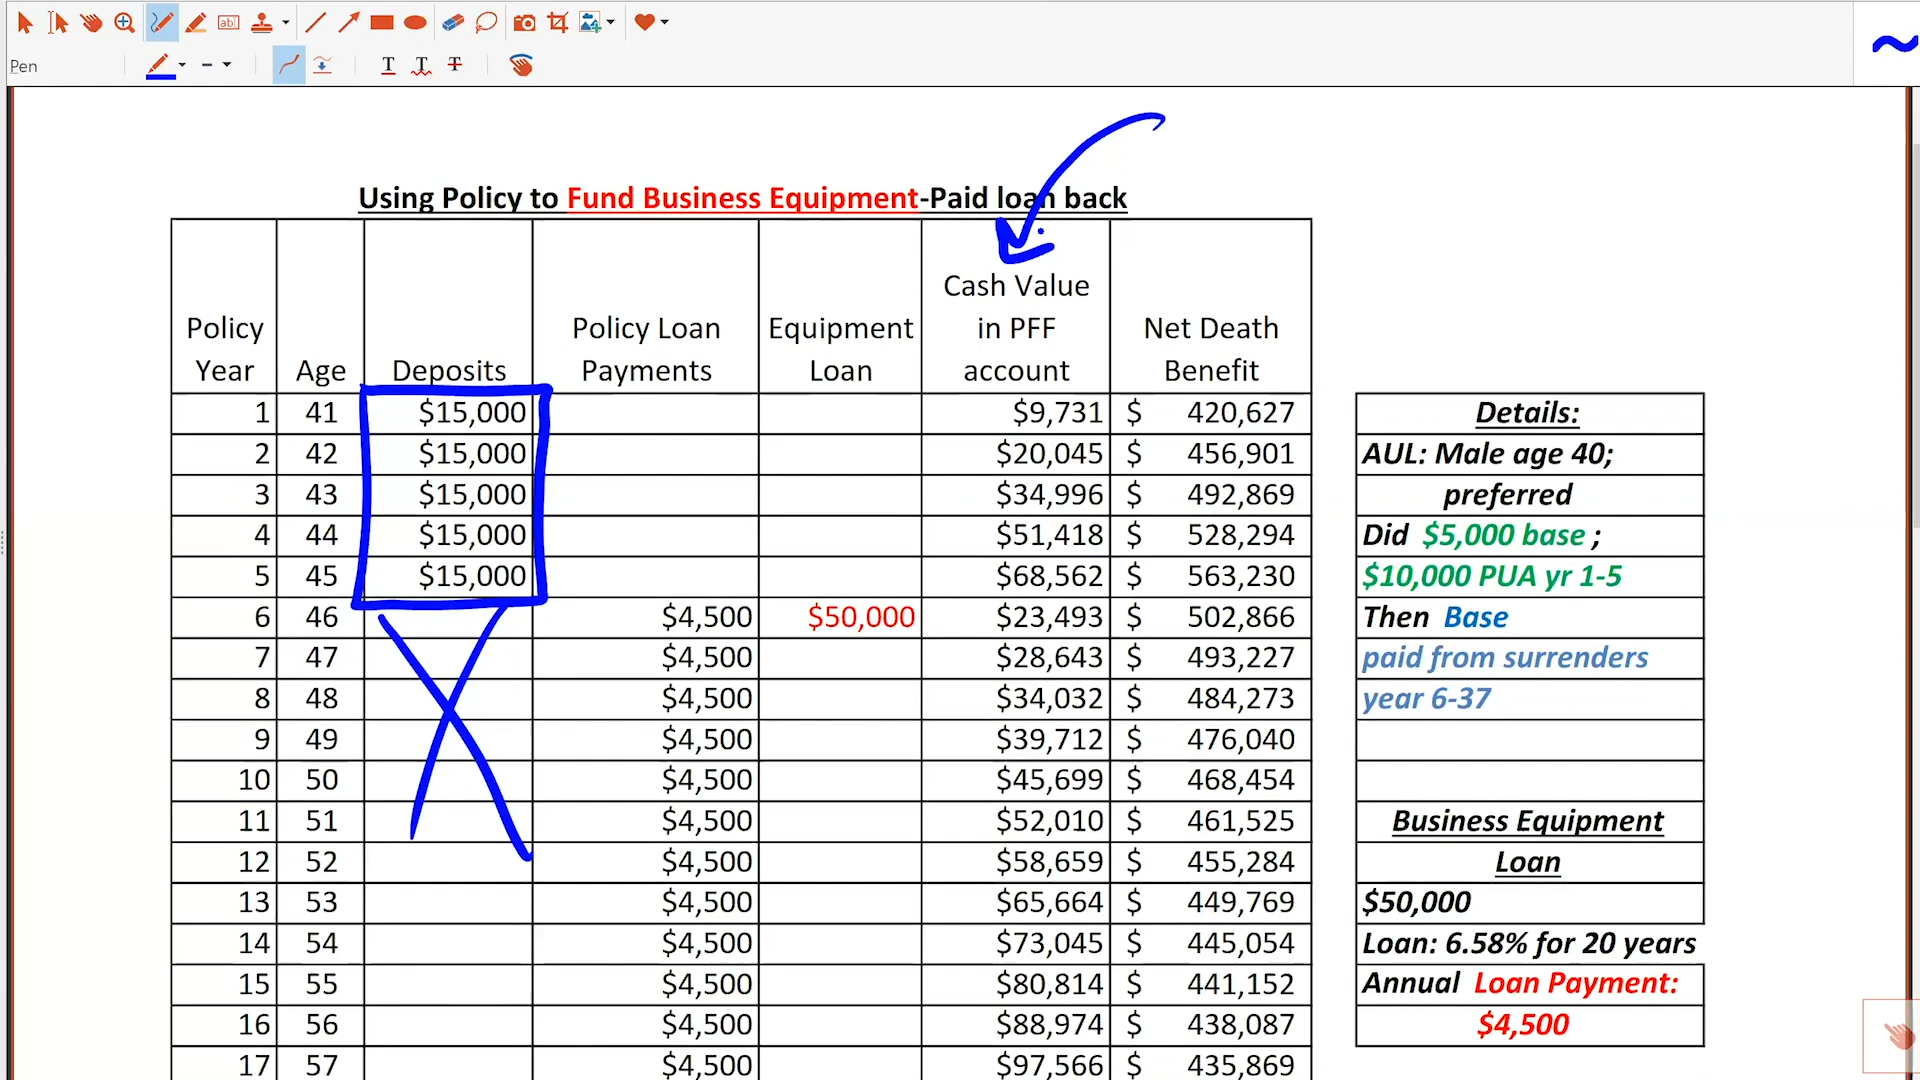 Pen
Using Policy to Fund Business Equipment-Paid loan back
Policy Year Age Deposits Policy Loan Payments Equipment Loan Cash Value in PFF account Net Death Benefit
1 41 $15,000 $9,731 $ 420,627
2 42 $15,000 $20,045 $ 456,901
3 43 $15,000 $34,996 $ 492,869
4 44 $15,000 $51,418 $ 528,294
5 45 $15,000 $68,562 $ 563,230
6 46 $4,500 $50,000 $23,493 $ 502,866
7 47 $4,500 $28,643 $ 493,227
8 48 $4,500 $34,032 $ 484,273
9 49 $4,500 $39,712 $ 476,040
10 50 $4,500 $45,699 $ 468,454
11 51 $4,500 $52,010 $ 461,525
12 52 $4,500 $58,659 $ 455,284
13 53 $4,500 $65,664 $ 449,769
14 54 $4,500 $73,045 $ 445,054
15 55 $4,500 $80,814 $ 441,152
16 56 $4,500 $88,974 $ 438,087
17 57 $4,500 $97,566 $ 435,869
Details:
AUL: Male age 40;
preferred
Did $5,000 base ;
$10,000 PUA yr 1-5
Then Base
paid from surrenders
year 6-37
Business Equipment
Loan
$50,000
Loan: 6.58% for 20 years
Annual Loan Payment:
$4,500